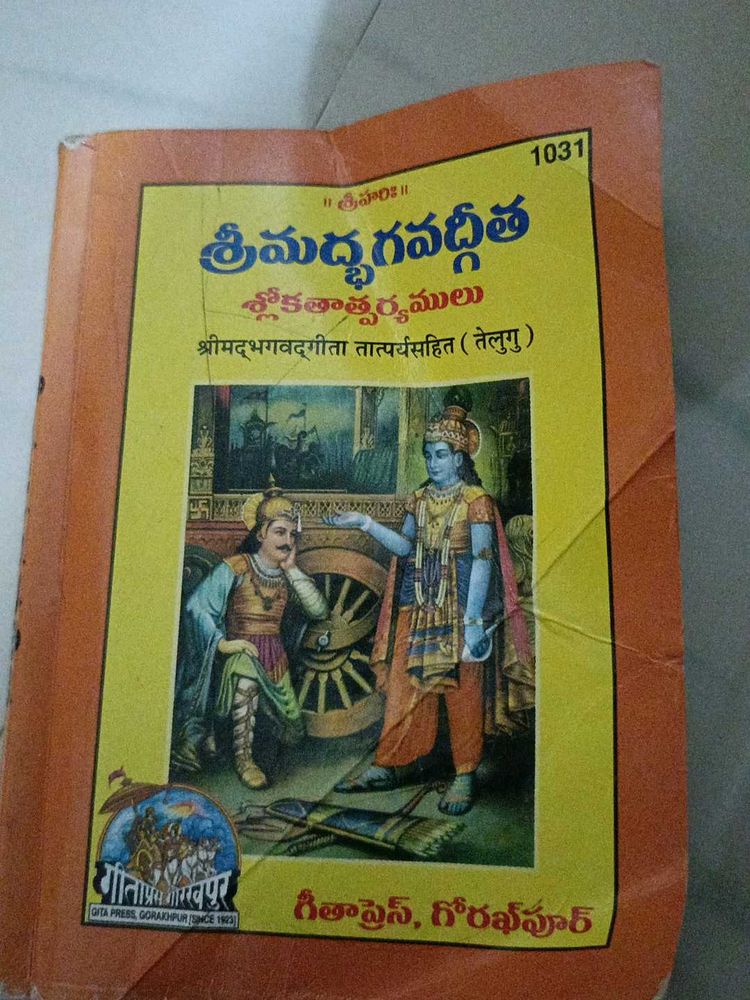 1031
॥ శ్రీహరిః ॥
శ్రీమద్భగవద్గీత
శ్లోకతాత్పర్యములు
श्रीमद्‌भगवद्‌गीता तात्पर्यसहित ( తెలుగు )
गीताप्रेस गोरखपुर
GITA PRESS, GORAKHPUR [SINCE 1923]
గీతాప్రెస్, గోరఖ్‌పూర్